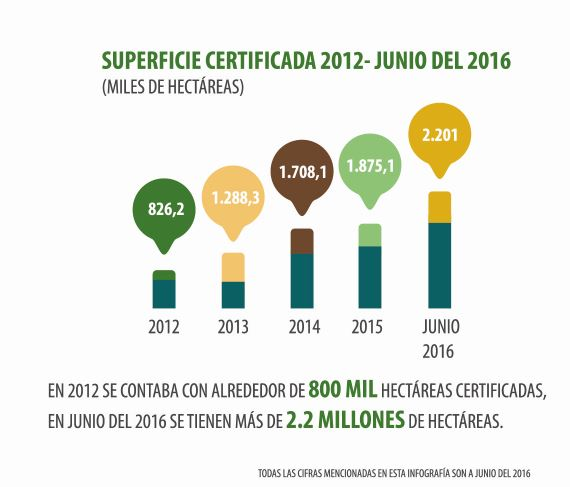 SUPERFICIE CERTIFICADA 2012- JUNIO DEL 2016
(MILES DE HECTÁREAS)
826,2
1.288,3
1.708,1
1.875,1
2.201
2012
2013
2014
2015
JUNIO
2016
EN 2012 SE CONTABA CON ALREDEDOR DE 800 MIL HECTÁREAS CERTIFICADAS,
EN JUNIO DEL 2016 SE TIENEN MÁS DE 2.2 MILLONES DE HECTÁREAS.
TODAS LAS CIFRAS MENCIONADAS EN ESTA INFOGRAFÍA SON A JUNIO DEL 2016